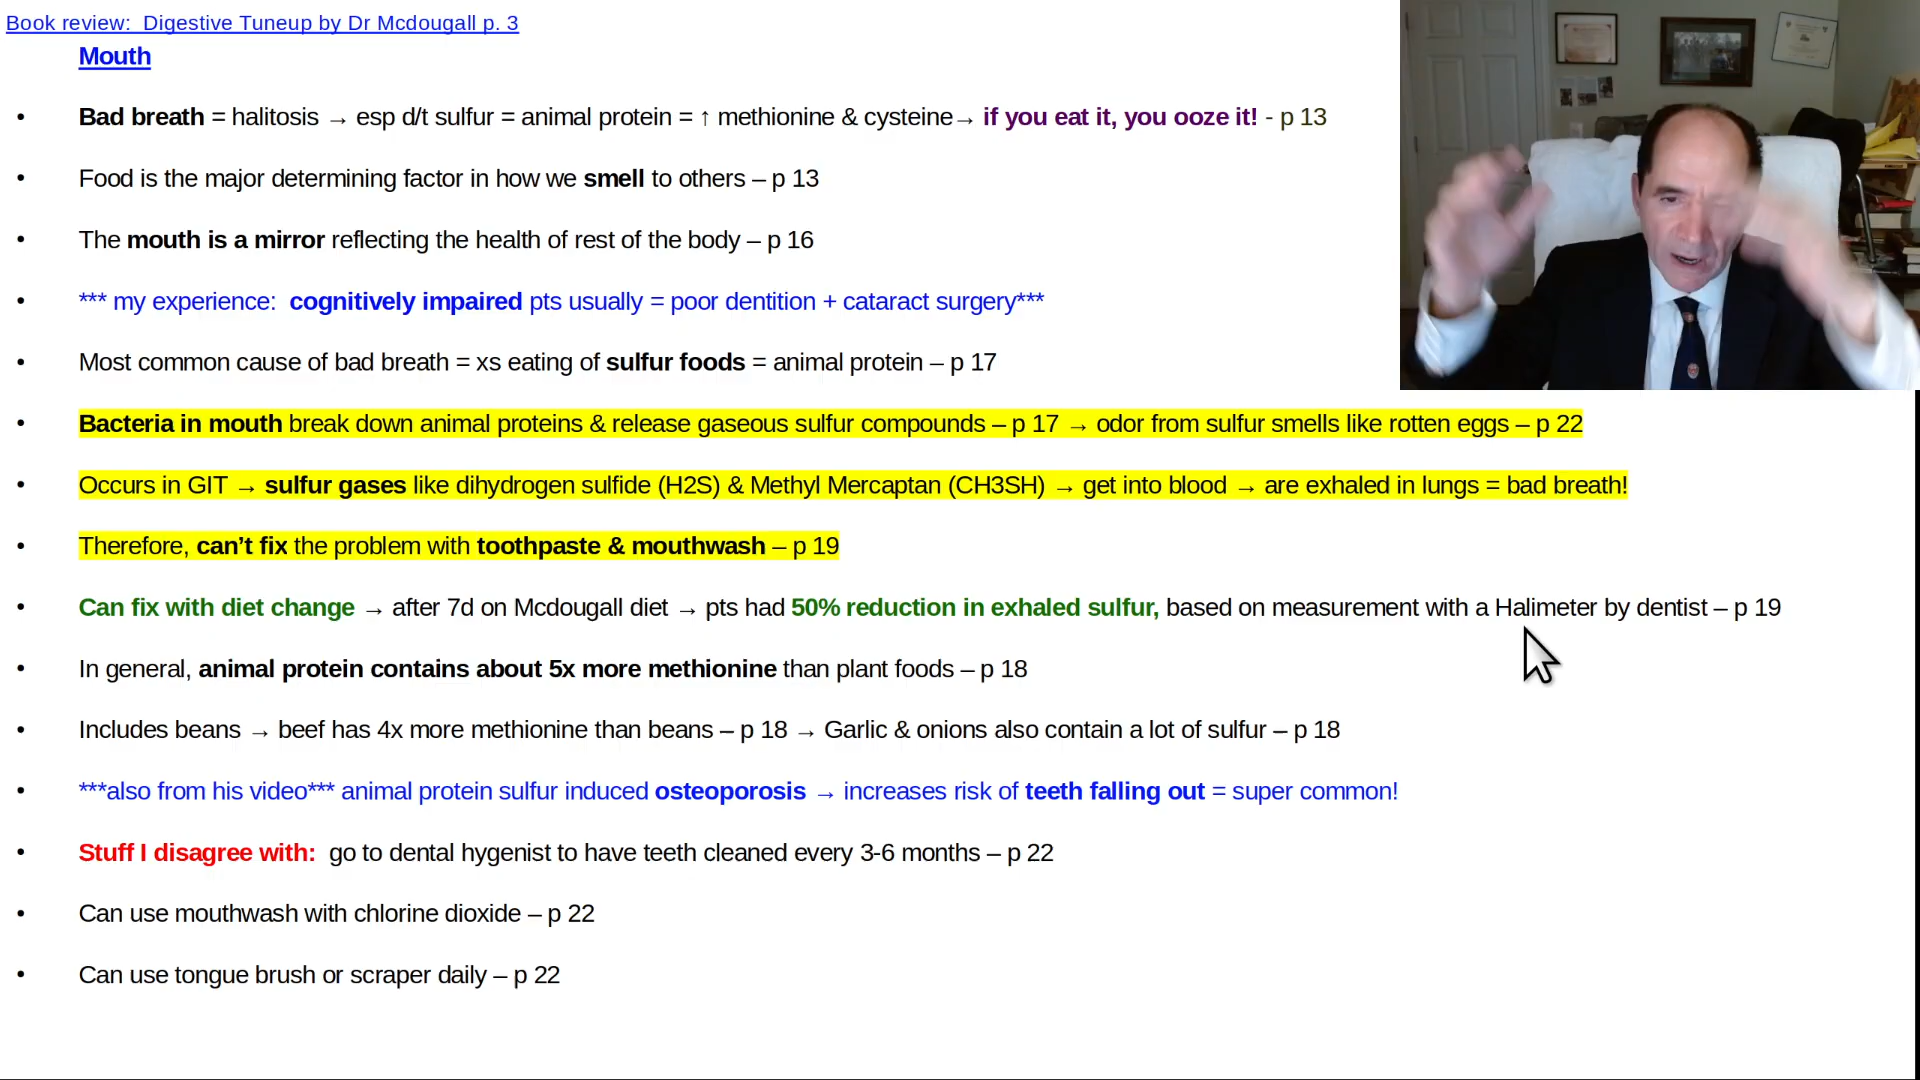 Book review:  Digestive Tuneup by Dr Mcdougall p. 3
Mouth
• Bad breath = halitosis → esp d/t sulfur = animal protein = ↑ methionine & cysteine→ if you eat it, you ooze it! - p 13
• Food is the major determining factor in how we smell to others – p 13
• The mouth is a mirror reflecting the health of rest of the body – p 16
• *** my experience:  cognitively impaired pts usually = poor dentition + cataract surgery***
• Most common cause of bad breath = xs eating of sulfur foods = animal protein – p 17
• Bacteria in mouth break down animal proteins & release gaseous sulfur compounds – p 17 → odor from sulfur smells like rotten eggs – p 22
• Occurs in GIT → sulfur gases like dihydrogen sulfide (H2S) & Methyl Mercaptan (CH3SH) → get into blood → are exhaled in lungs = bad breath!
• Therefore, can’t fix the problem with toothpaste & mouthwash – p 19
• Can fix with diet change → after 7d on Mcdougall diet → pts had 50% reduction in exhaled sulfur, based on measurement with a Halimeter by dentist – p 19
• In general, animal protein contains about 5x more methionine than plant foods – p 18
• Includes beans → beef has 4x more methionine than beans – p 18 → Garlic & onions also contain a lot of sulfur – p 18
• ***also from his video*** animal protein sulfur induced osteoporosis → increases risk of teeth falling out = super common!
• Stuff I disagree with:  go to dental hygenist to have teeth cleaned every 3-6 months – p 22
• Can use mouthwash with chlorine dioxide – p 22
• Can use tongue brush or scraper daily – p 22